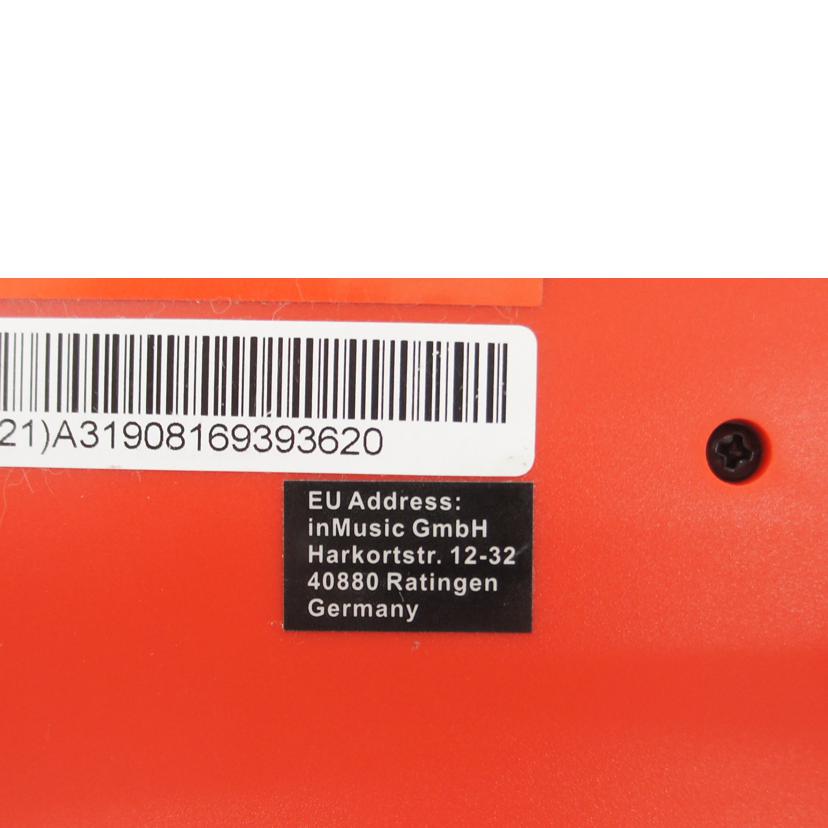 21)A31908169393620
EU Address:
inMusic GmbH
Harkortstr. 12-32
40880 Ratingen
Germany